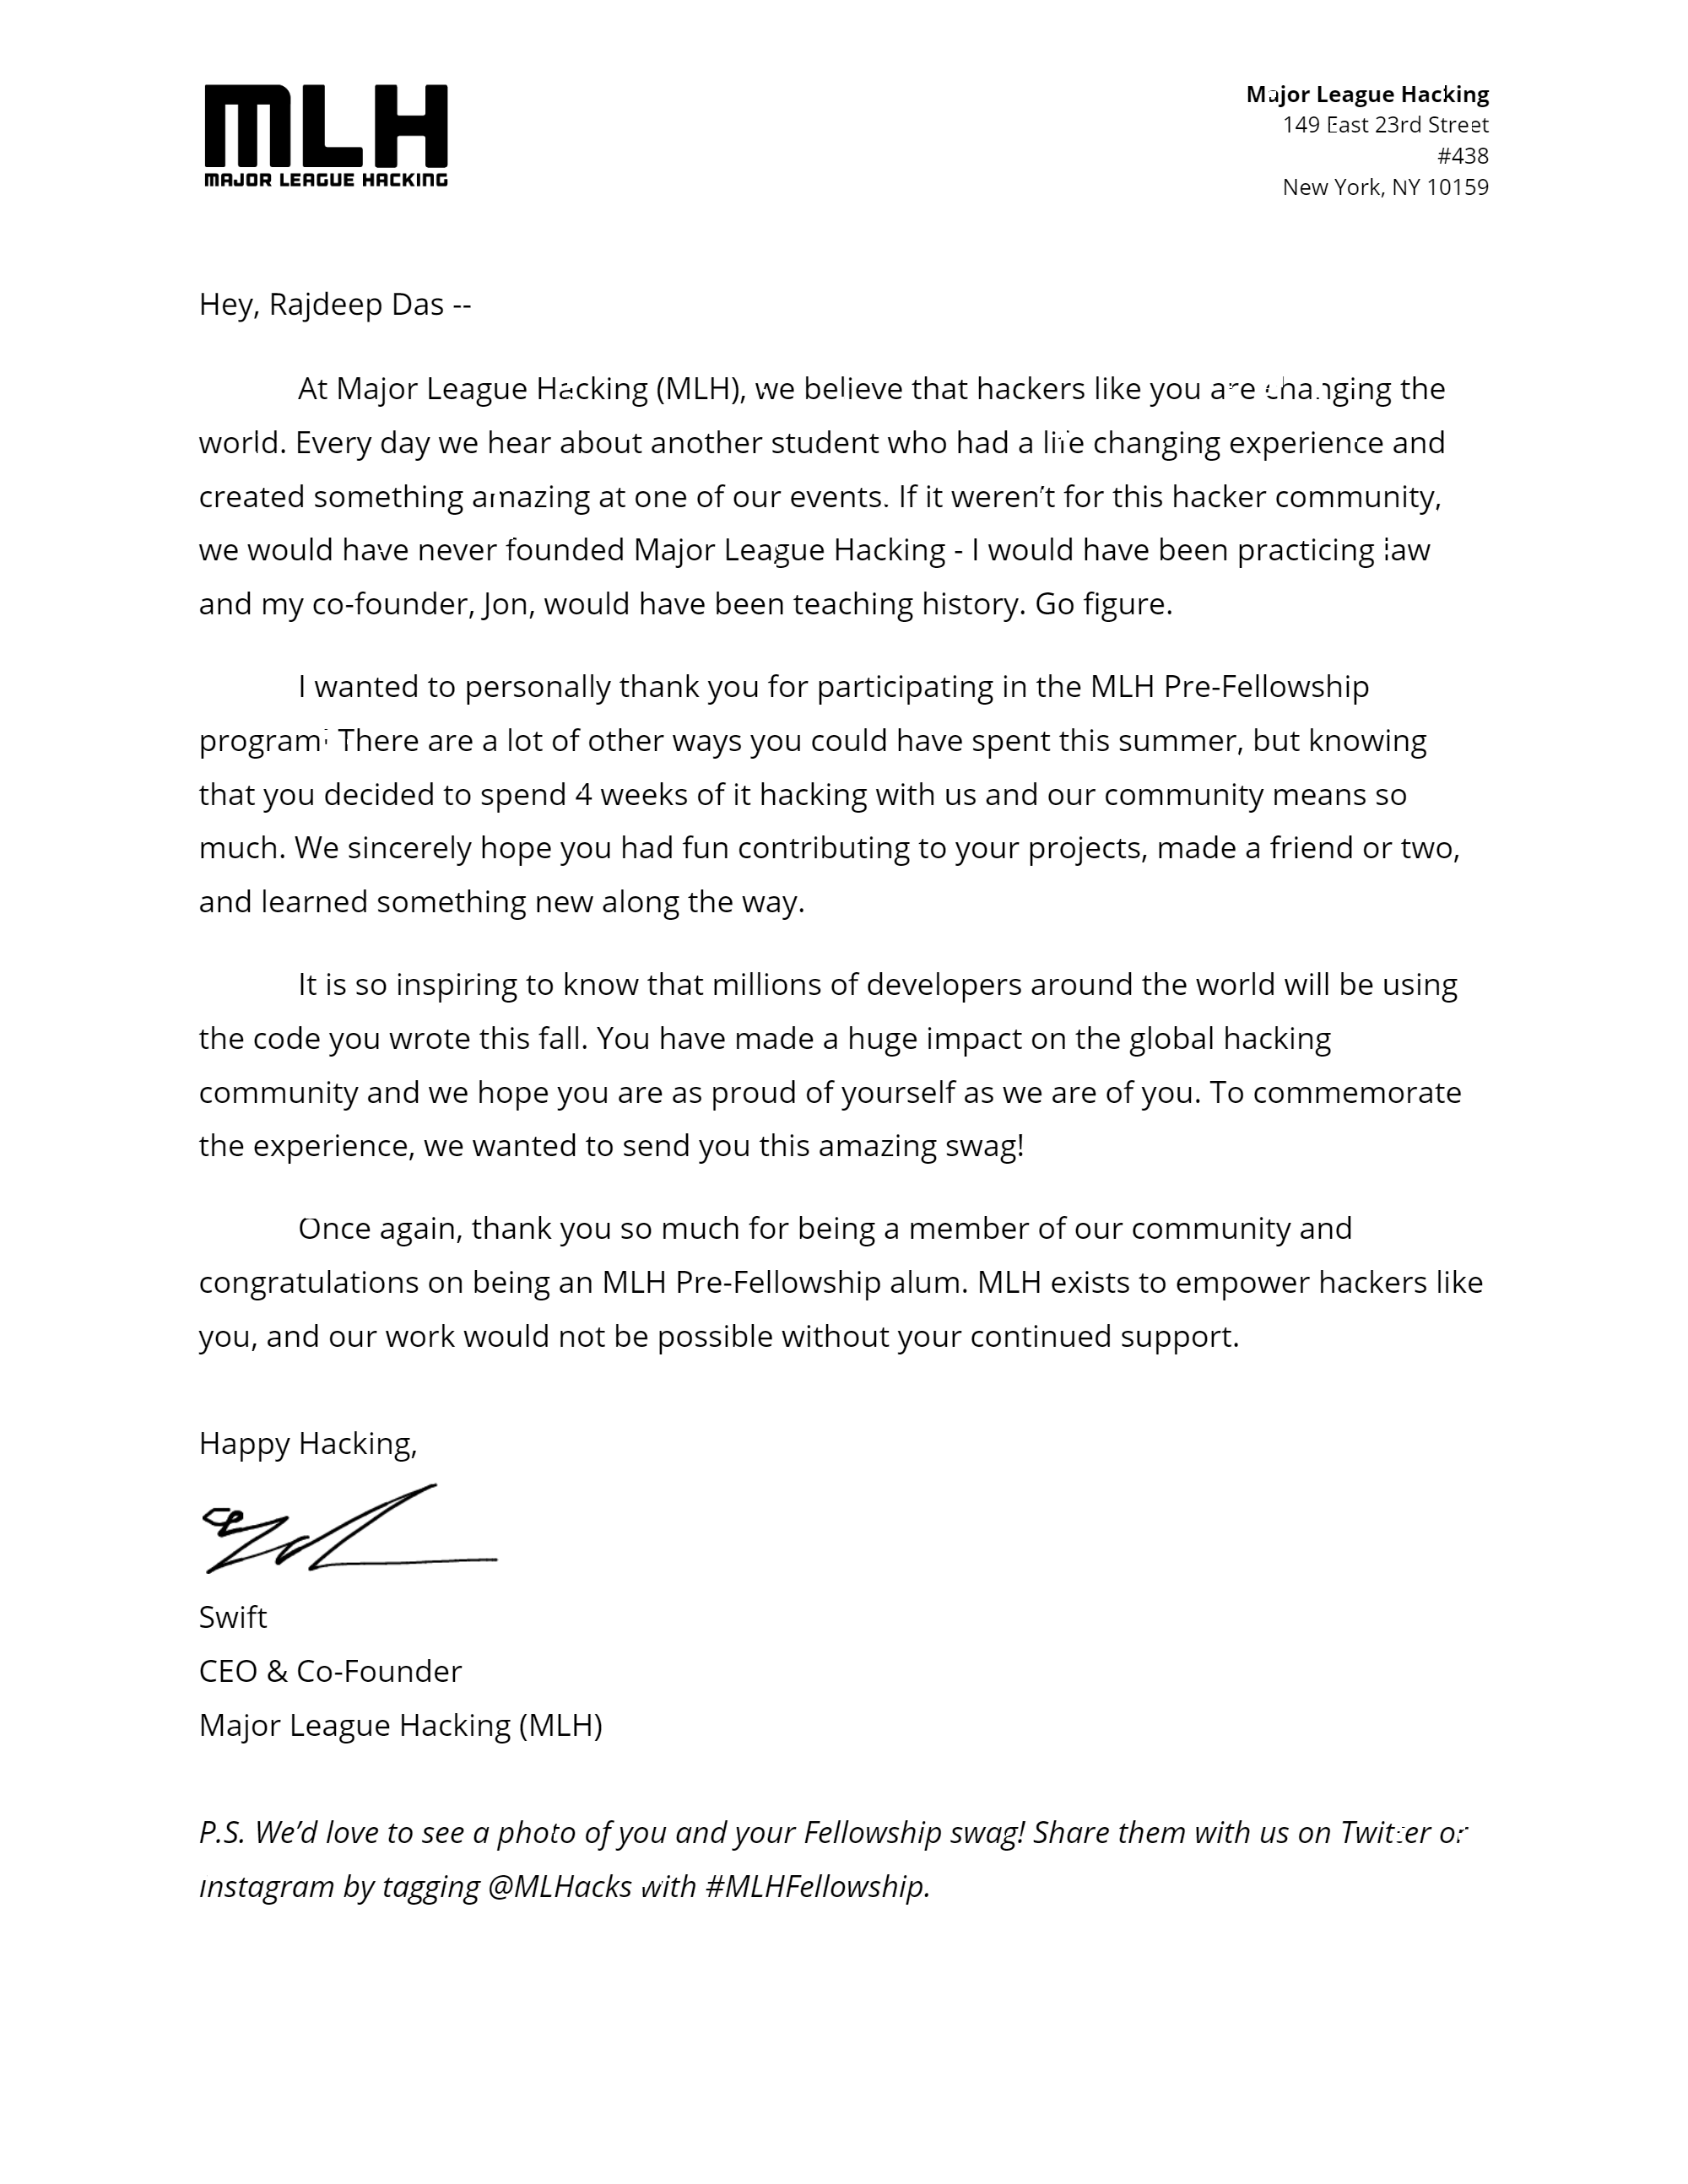 MLH
MAJOR LEAGUE HACKING
Major League Hacking
149 East 23rd Street
#438
New York, NY 10159
Hey, Rajdeep Das --
At Major League Hacking (MLH), we believe that hackers like you are changing the
world. Every day we hear about another student who had a life changing experience and
created something amazing at one of our events. If it weren’t for this hacker community,
we would have never founded Major League Hacking - I would have been practicing law
and my co-founder, Jon, would have been teaching history. Go figure.
I wanted to personally thank you for participating in the MLH Pre-Fellowship
program! There are a lot of other ways you could have spent this summer, but knowing
that you decided to spend 4 weeks of it hacking with us and our community means so
much. We sincerely hope you had fun contributing to your projects, made a friend or two,
and learned something new along the way.
It is so inspiring to know that millions of developers around the world will be using
the code you wrote this fall. You have made a huge impact on the global hacking
community and we hope you are as proud of yourself as we are of you. To commemorate
the experience, we wanted to send you this amazing swag!
Once again, thank you so much for being a member of our community and
congratulations on being an MLH Pre-Fellowship alum. MLH exists to empower hackers like
you, and our work would not be possible without your continued support.
Happy Hacking,
Swift
CEO & Co-Founder
Major League Hacking (MLH)
P.S. We’d love to see a photo of you and your Fellowship swag! Share them with us on Twitter or
Instagram by tagging @MLHacks with #MLHFellowship.